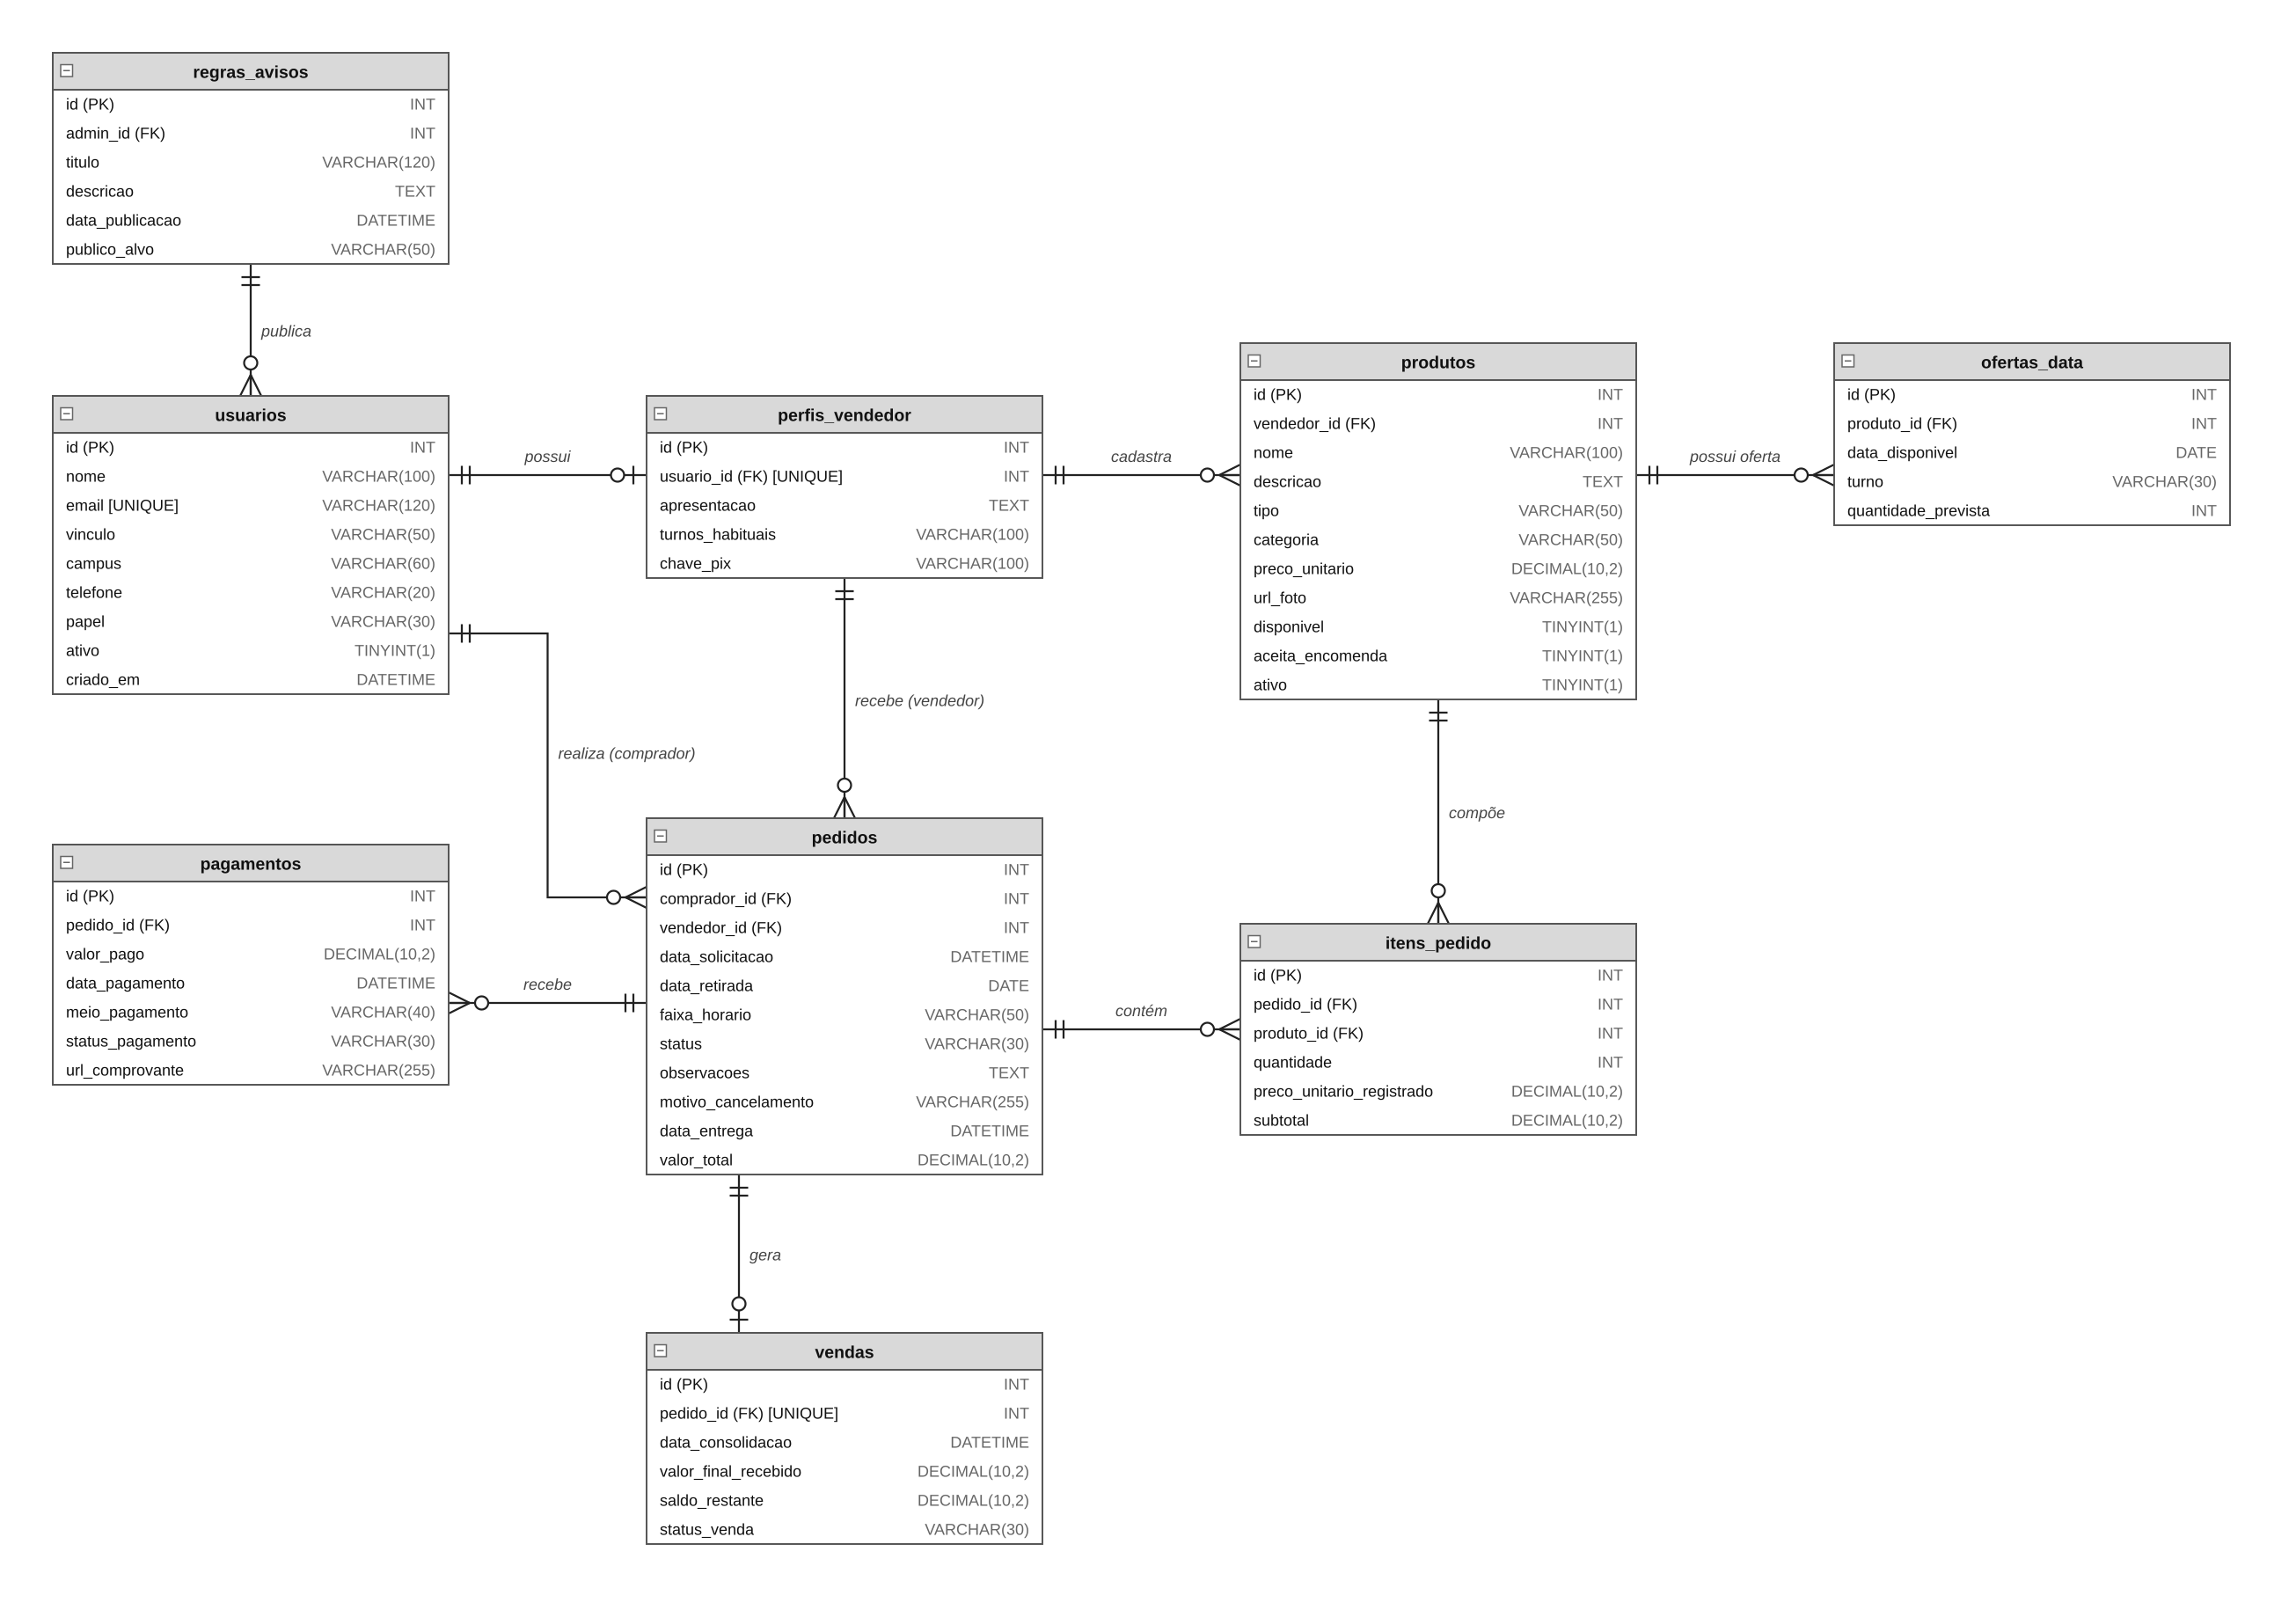 regras_avisos
id (PK) INT
admin_id (FK) INT
titulo VARCHAR(120)
descricao TEXT
data_publicacao DATETIME
publico_alvo VARCHAR(50)
publica
usuarios
id (PK) INT
nome VARCHAR(100)
email [UNIQUE] VARCHAR(120)
vinculo VARCHAR(50)
campus VARCHAR(60)
telefone VARCHAR(20)
papel VARCHAR(30)
ativo TINYINT(1)
criado_em DATETIME
possui
perfis_vendedor
id (PK) INT
usuario_id (FK) [UNIQUE] INT
apresentacao TEXT
turnos_habituais VARCHAR(100)
chave_pix VARCHAR(100)
cadastra
produtos
id (PK) INT
vendedor_id (FK) INT
nome VARCHAR(100)
descricao TEXT
tipo VARCHAR(50)
categoria VARCHAR(50)
preco_unitario DECIMAL(10,2)
url_foto VARCHAR(255)
disponivel TINYINT(1)
aceita_encomenda TINYINT(1)
ativo TINYINT(1)
possui oferta
ofertas_data
id (PK) INT
produto_id (FK) INT
data_disponivel DATE
turno VARCHAR(30)
quantidade_prevista INT
recebe (vendedor)
realiza (comprador)
compõe
pagamentos
id (PK) INT
pedido_id (FK) INT
valor_pago DECIMAL(10,2)
data_pagamento DATETIME
meio_pagamento VARCHAR(40)
status_pagamento VARCHAR(30)
url_comprovante VARCHAR(255)
recebe
pedidos
id (PK) INT
comprador_id (FK) INT
vendedor_id (FK) INT
data_solicitacao DATETIME
data_retirada DATE
faixa_horario VARCHAR(50)
status VARCHAR(30)
observacoes TEXT
motivo_cancelamento VARCHAR(255)
data_entrega DATETIME
valor_total DECIMAL(10,2)
contém
itens_pedido
id (PK) INT
pedido_id (FK) INT
produto_id (FK) INT
quantidade INT
preco_unitario_registrado DECIMAL(10,2)
subtotal DECIMAL(10,2)
gera
vendas
id (PK) INT
pedido_id (FK) [UNIQUE] INT
data_consolidacao DATETIME
valor_final_recebido DECIMAL(10,2)
saldo_restante DECIMAL(10,2)
status_venda VARCHAR(30)